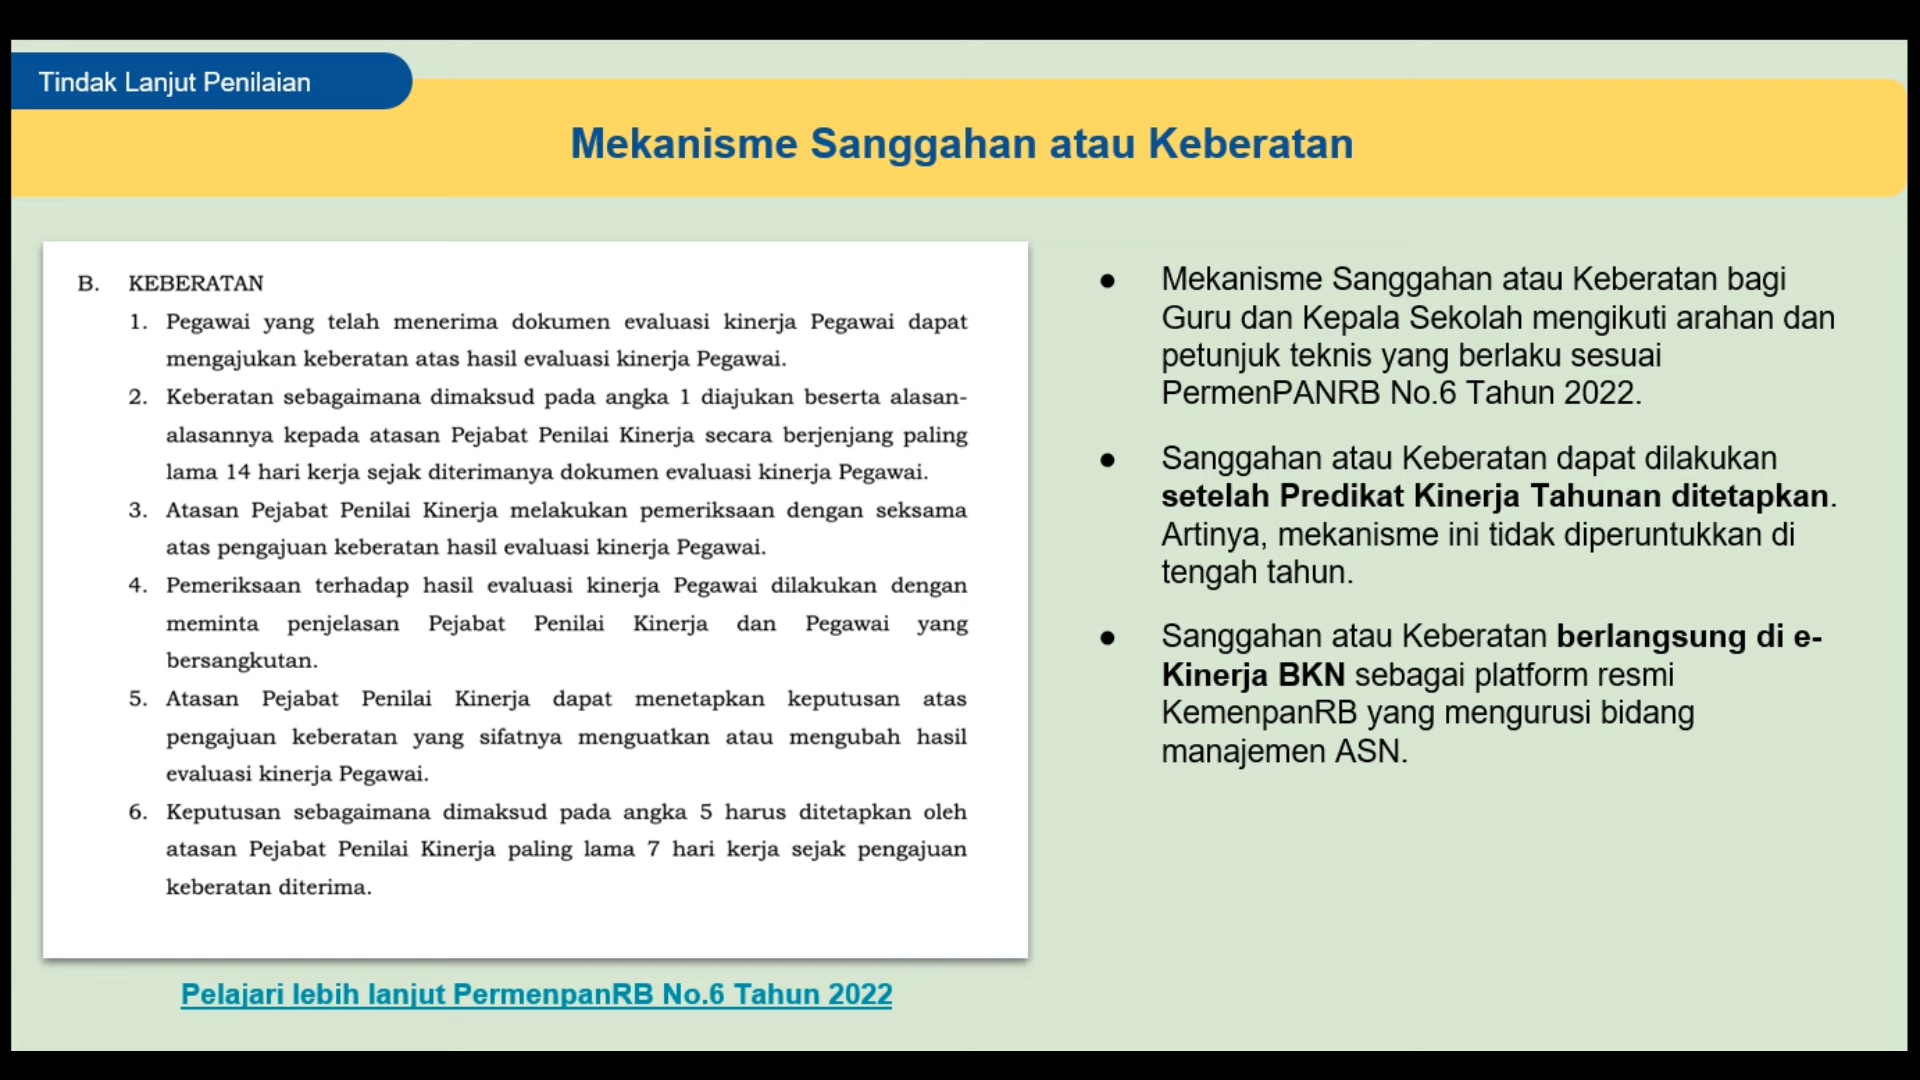 Tindak Lanjut Penilaian
Mekanisme Sanggahan atau Keberatan
B. KEBERATAN
1. Pegawai yang telah menerima dokumen evaluasi kinerja Pegawai dapat
mengajukan keberatan atas hasil evaluasi kinerja Pegawai.
2. Keberatan sebagaimana dimaksud pada angka 1 diajukan beserta alasan-
alasannya kepada atasan Pejabat Penilai Kinerja secara berjenjang paling
lama 14 hari kerja sejak diterimanya dokumen evaluasi kinerja Pegawai.
3. Atasan Pejabat Penilai Kinerja melakukan pemeriksaan dengan seksama
atas pengajuan keberatan hasil evaluasi kinerja Pegawai.
4. Pemeriksaan terhadap hasil evaluasi kinerja Pegawai dilakukan dengan
meminta penjelasan Pejabat Penilai Kinerja dan Pegawai yang
bersangkutan.
5. Atasan Pejabat Penilai Kinerja dapat menetapkan keputusan atas
pengajuan keberatan yang sifatnya menguatkan atau mengubah hasil
evaluasi kinerja Pegawai.
6. Keputusan sebagaimana dimaksud pada angka 5 harus ditetapkan oleh
atasan Pejabat Penilai Kinerja paling lama 7 hari kerja sejak pengajuan
keberatan diterima.
Pelajari lebih lanjut PermenpanRB No.6 Tahun 2022
● Mekanisme Sanggahan atau Keberatan bagi
Guru dan Kepala Sekolah mengikuti arahan dan
petunjuk teknis yang berlaku sesuai
PermenPANRB No.6 Tahun 2022.
● Sanggahan atau Keberatan dapat dilakukan
setelah Predikat Kinerja Tahunan ditetapkan.
Artinya, mekanisme ini tidak diperuntukkan di
tengah tahun.
● Sanggahan atau Keberatan berlangsung di e-
Kinerja BKN sebagai platform resmi
KemenpanRB yang mengurusi bidang
manajemen ASN.